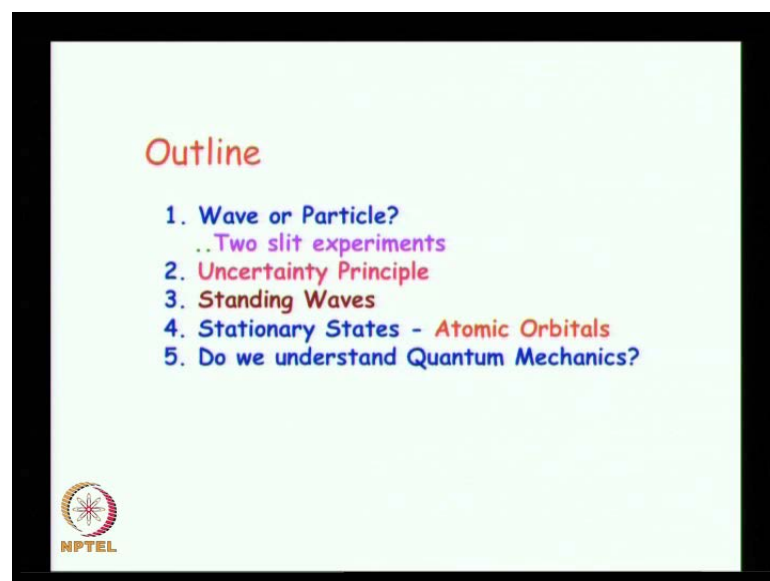 Outline
1. Wave or Particle?
..Two slit experiments
2. Uncertainty Principle
3. Standing Waves
4. Stationary States - Atomic Orbitals
5. Do we understand Quantum Mechanics?
NPTEL